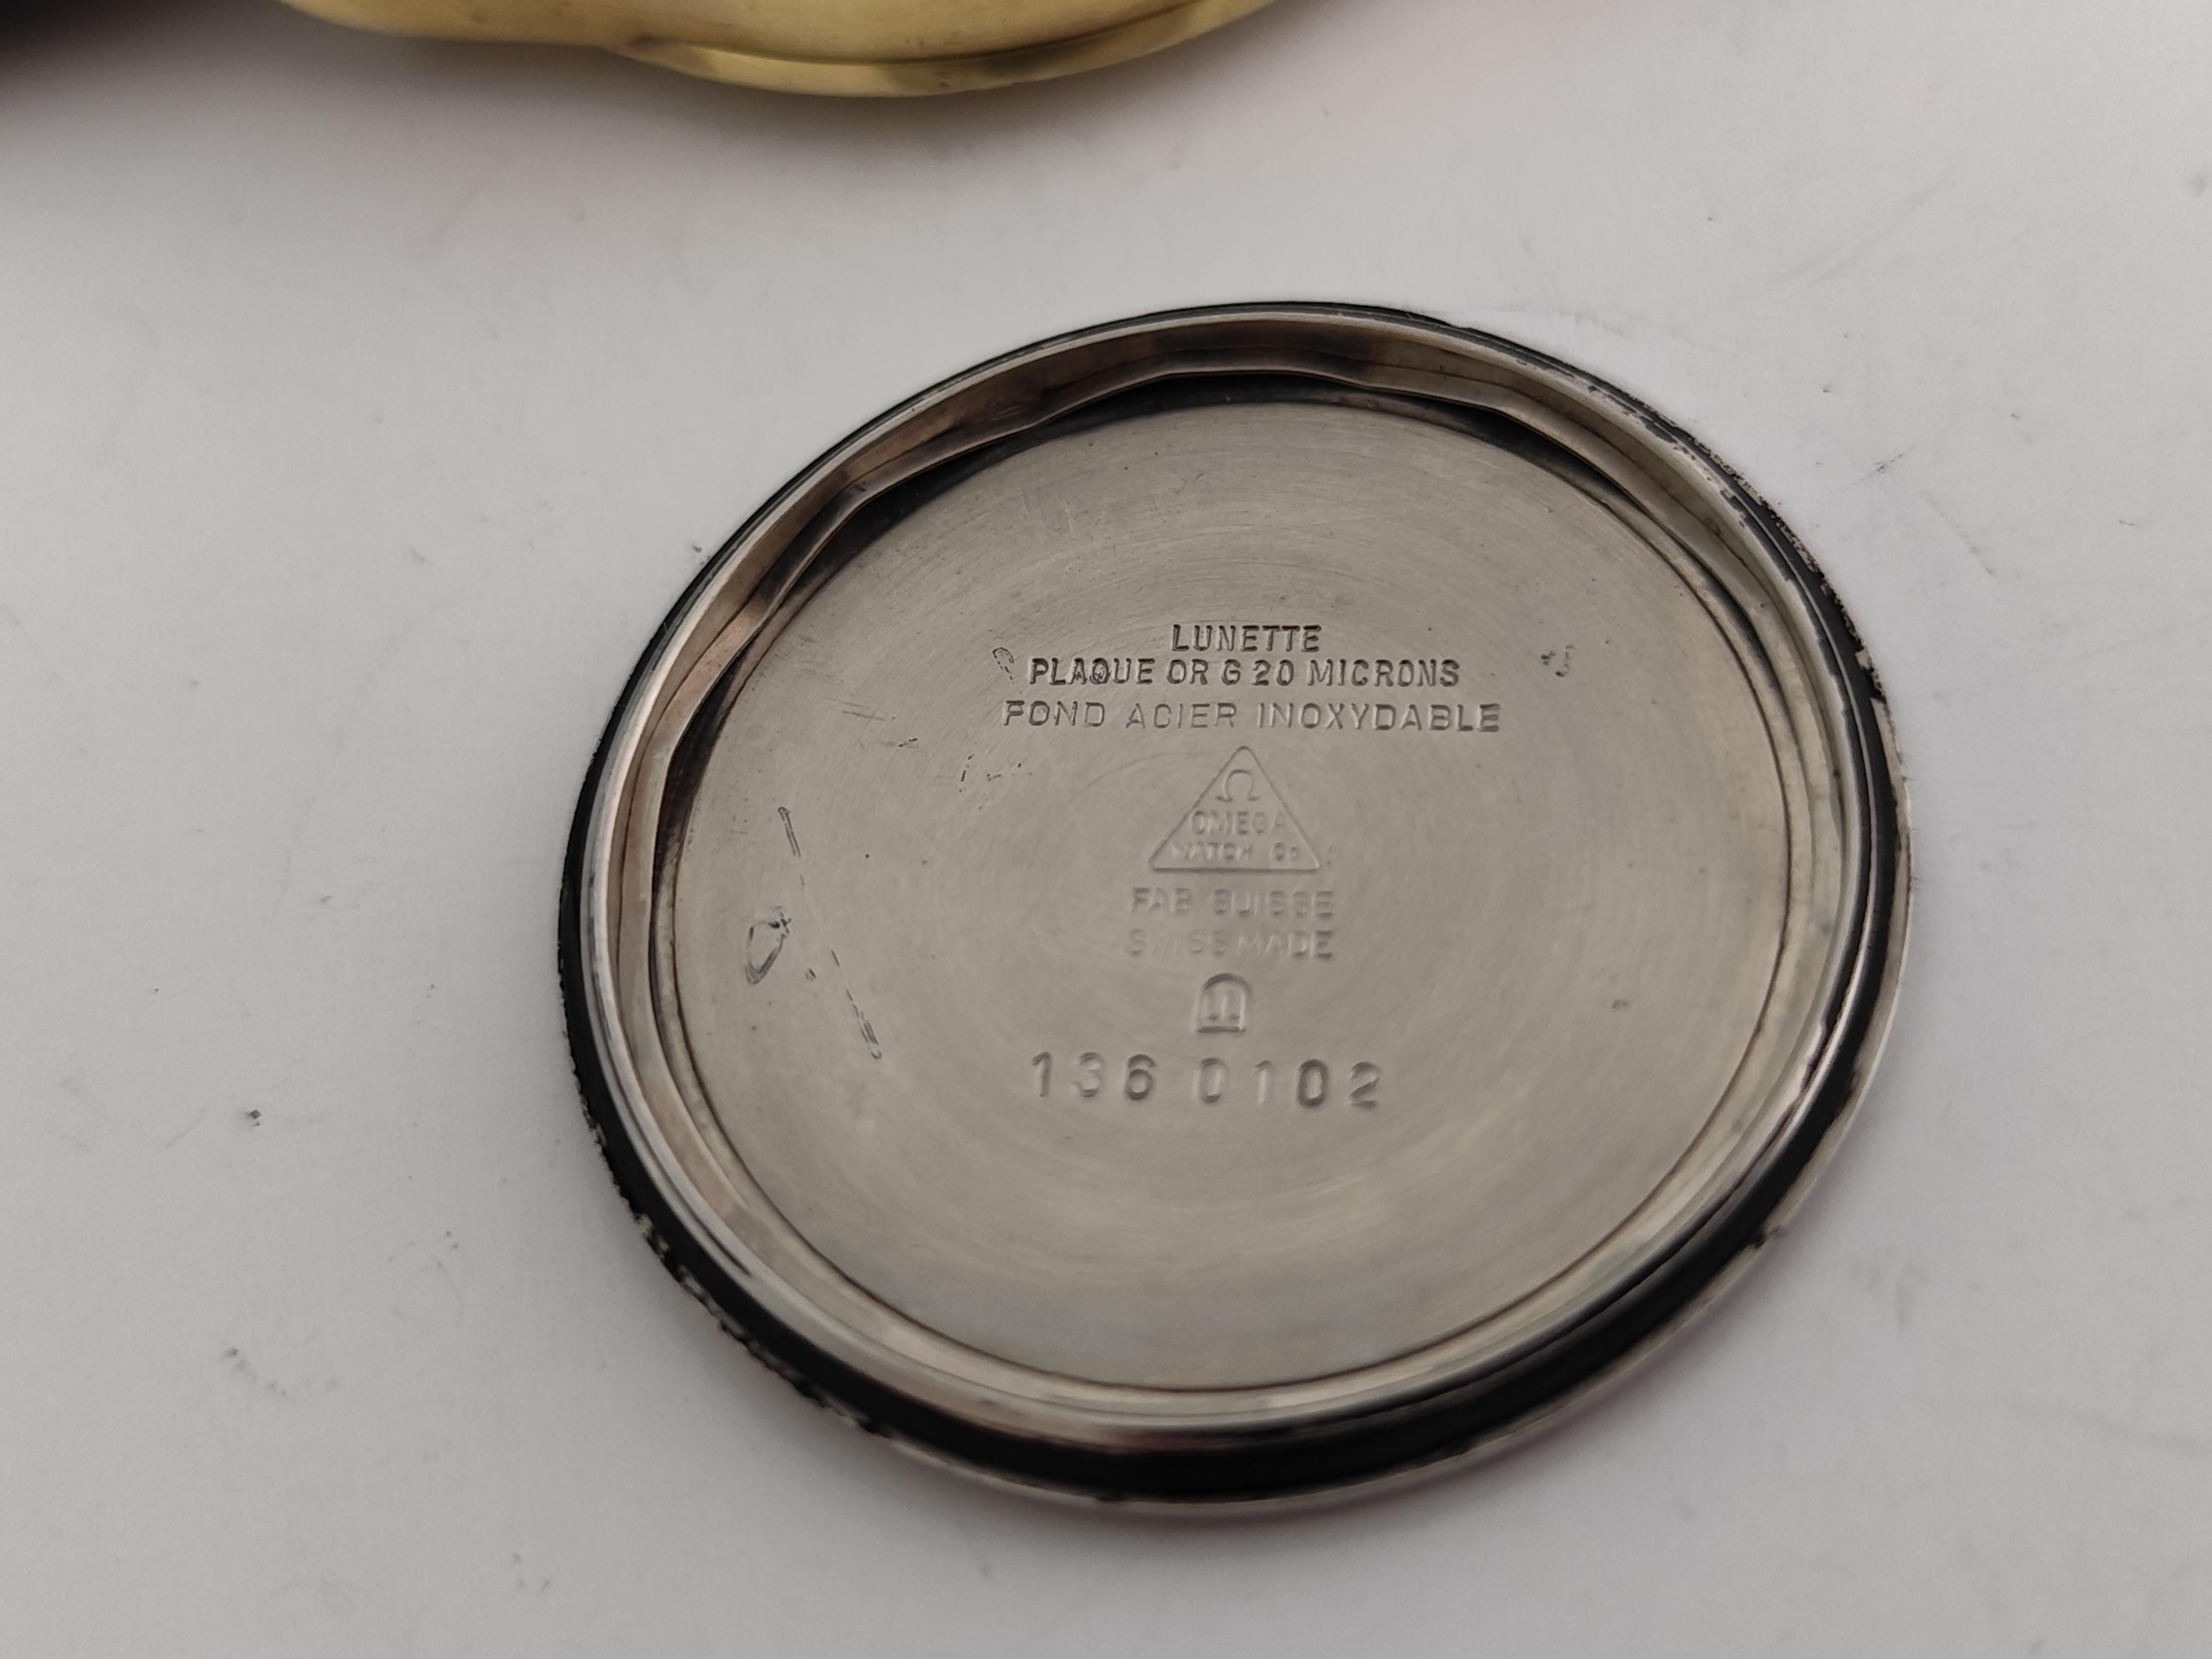 LUNETTE
PLAQUE OR G 20 MICRONS
FOND ACIER INOXYDABLE
Ω
OMEGA
WATCH Co
FAB SUISSE
SWISS MADE
136 0102